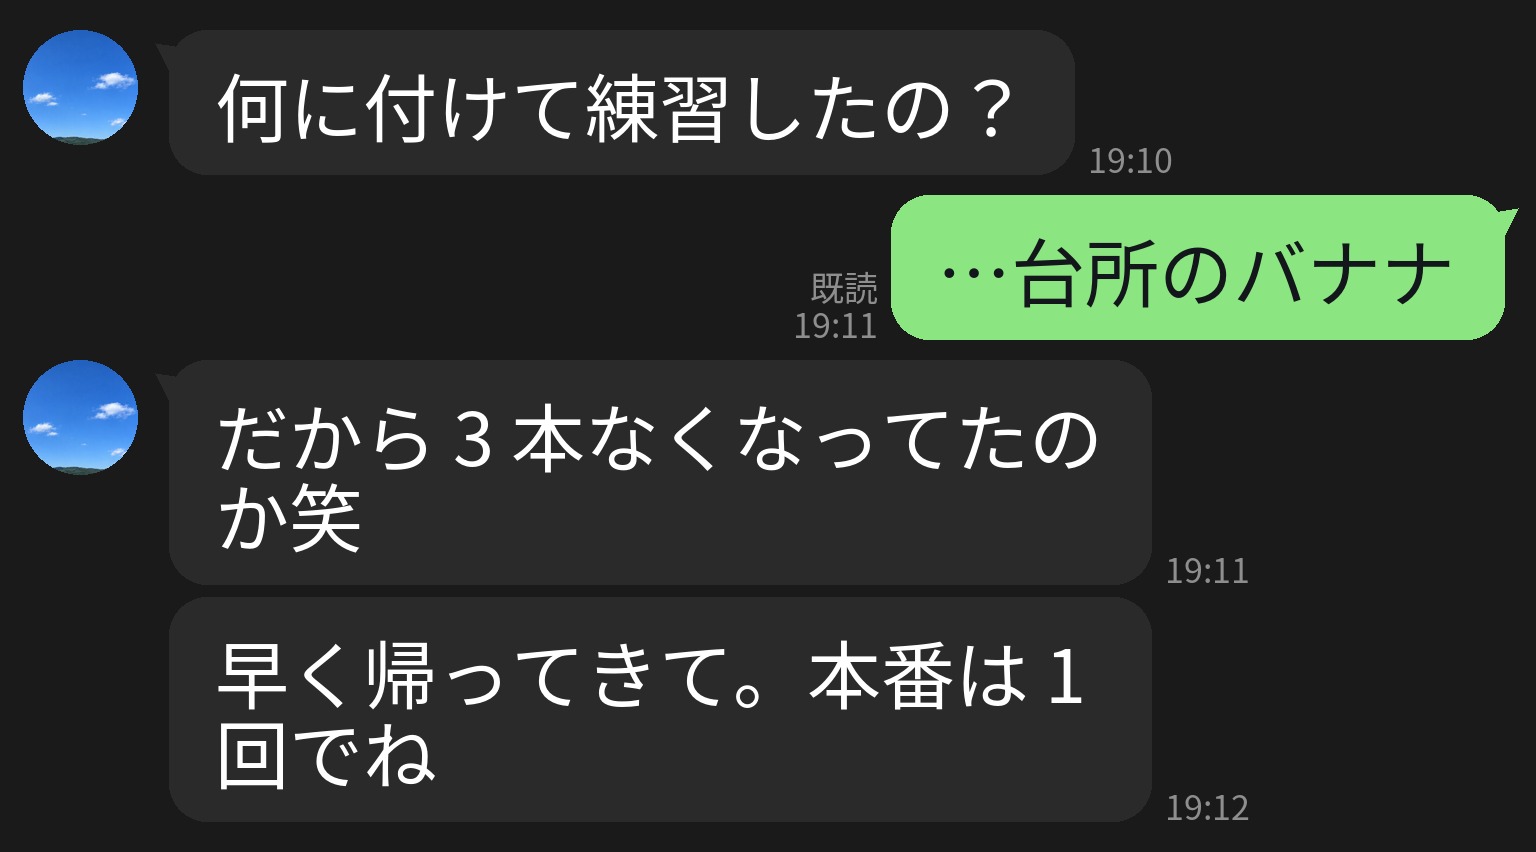 何に付けて練習したの？
19:10
…台所のバナナ
既読
19:11
だから３本なくなってたの
か笑
19:11
早く帰ってきて。本番は１
回でね
19:12